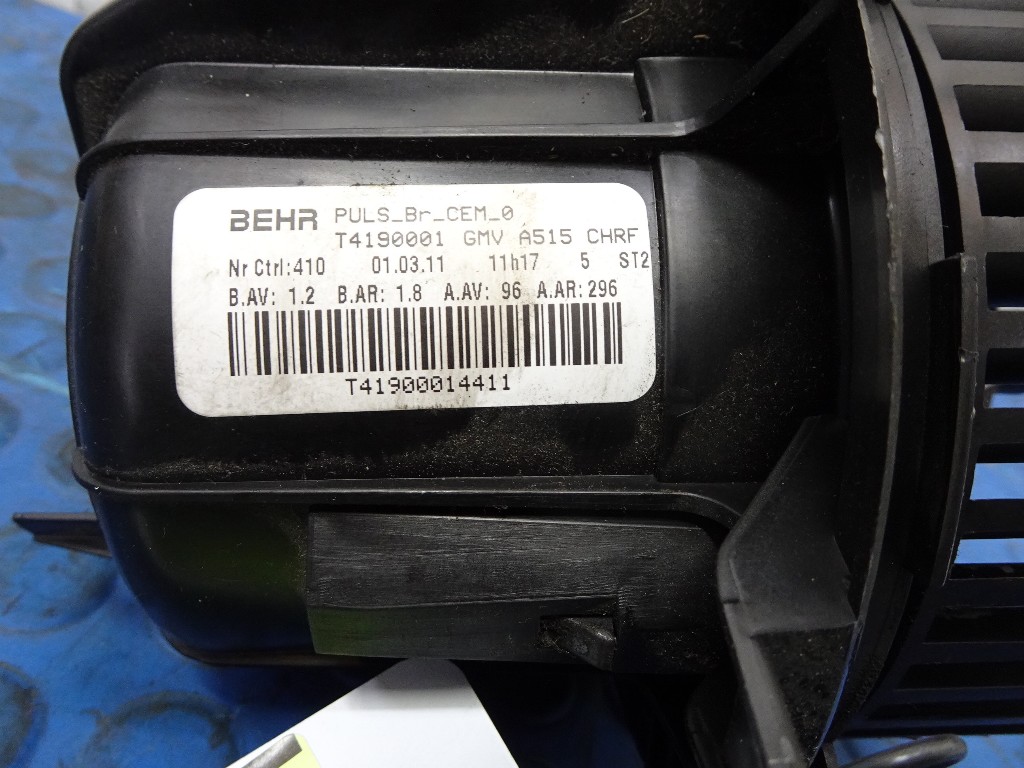 BEHR PULS_Br_CEM_0
T4190001 GMV A515 CHRF
Nr Ctrl:410 01.03.11 11h17 5 ST2
B.AV: 1.2 B.AR: 1.8 A.AV: 96 A.AR:296
T41900014411